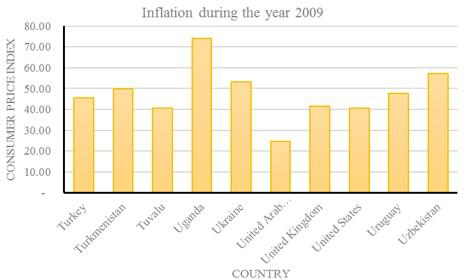 Inflation during the year 2009
CONSUMER PRICE INDEX
80.00
70.00
60.00
50.00
40.00
30.00
20.00
10.00
-
Turkey
Turkmenistan
Tuvalu
Uganda
Ukraine
United Arab…
United Kingdom
United States
Uruguay
Uzbekistan
COUNTRY